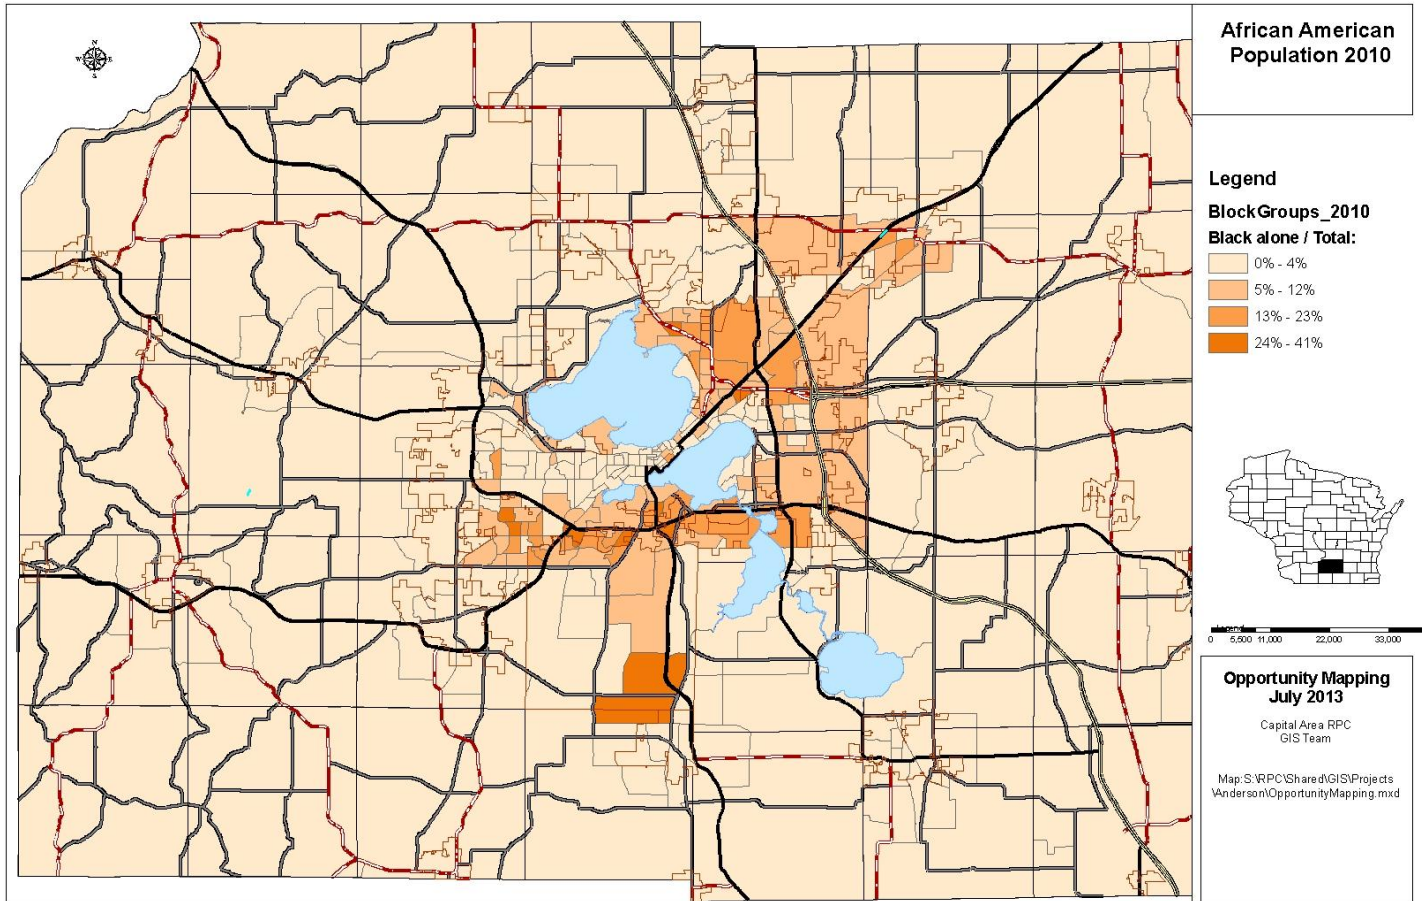 African American
Population 2010
N
W E
S
Legend
BlockGroups_2010
Black alone / Total:
0% - 4%
5% - 12%
13% - 23%
24% - 41%
Legend
0 5,500 11,000 22,000 33,000
Opportunity Mapping
July 2013
Capital Area RPC
GIS Team
Map:S:\RPC\Shared\GIS\Projects
\Anderson\OpportunityMapping.mxd